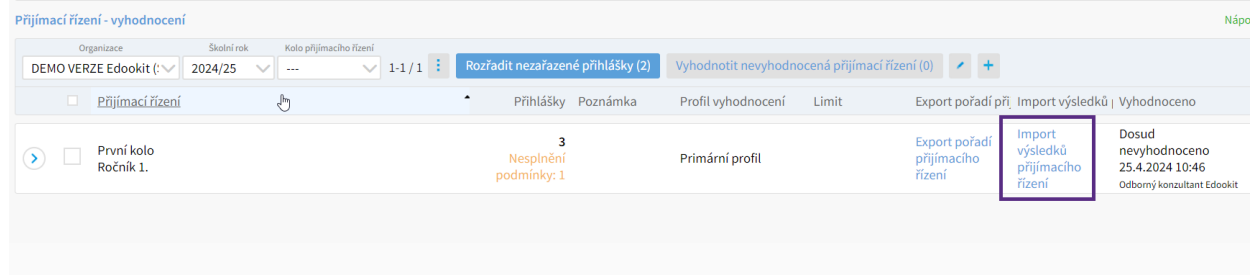 Přijímací řízení - vyhodnocení
Nápo
Organizace Školní rok Kolo přijímacího řízení
DEMO VERZE Edookit (: 2024/25 --- 1-1 / 1 Rozřadit nezařazené přihlášky (2) Vyhodnotit nevyhodnocená přijímací řízení (0)
Přijímací řízení Přihlášky Poznámka Profil vyhodnocení Limit Export pořadí při Import výsledků Vyhodnoceno
První kolo
Ročník 1.
3
Nesplnění
podmínky: 1
Primární profil
Export pořadí
přijímacího
řízení
Import
výsledků
přijímacího
řízení
Dosud
nevyhodnoceno
25.4.2024 10:46
Odborný konzultant Edookit